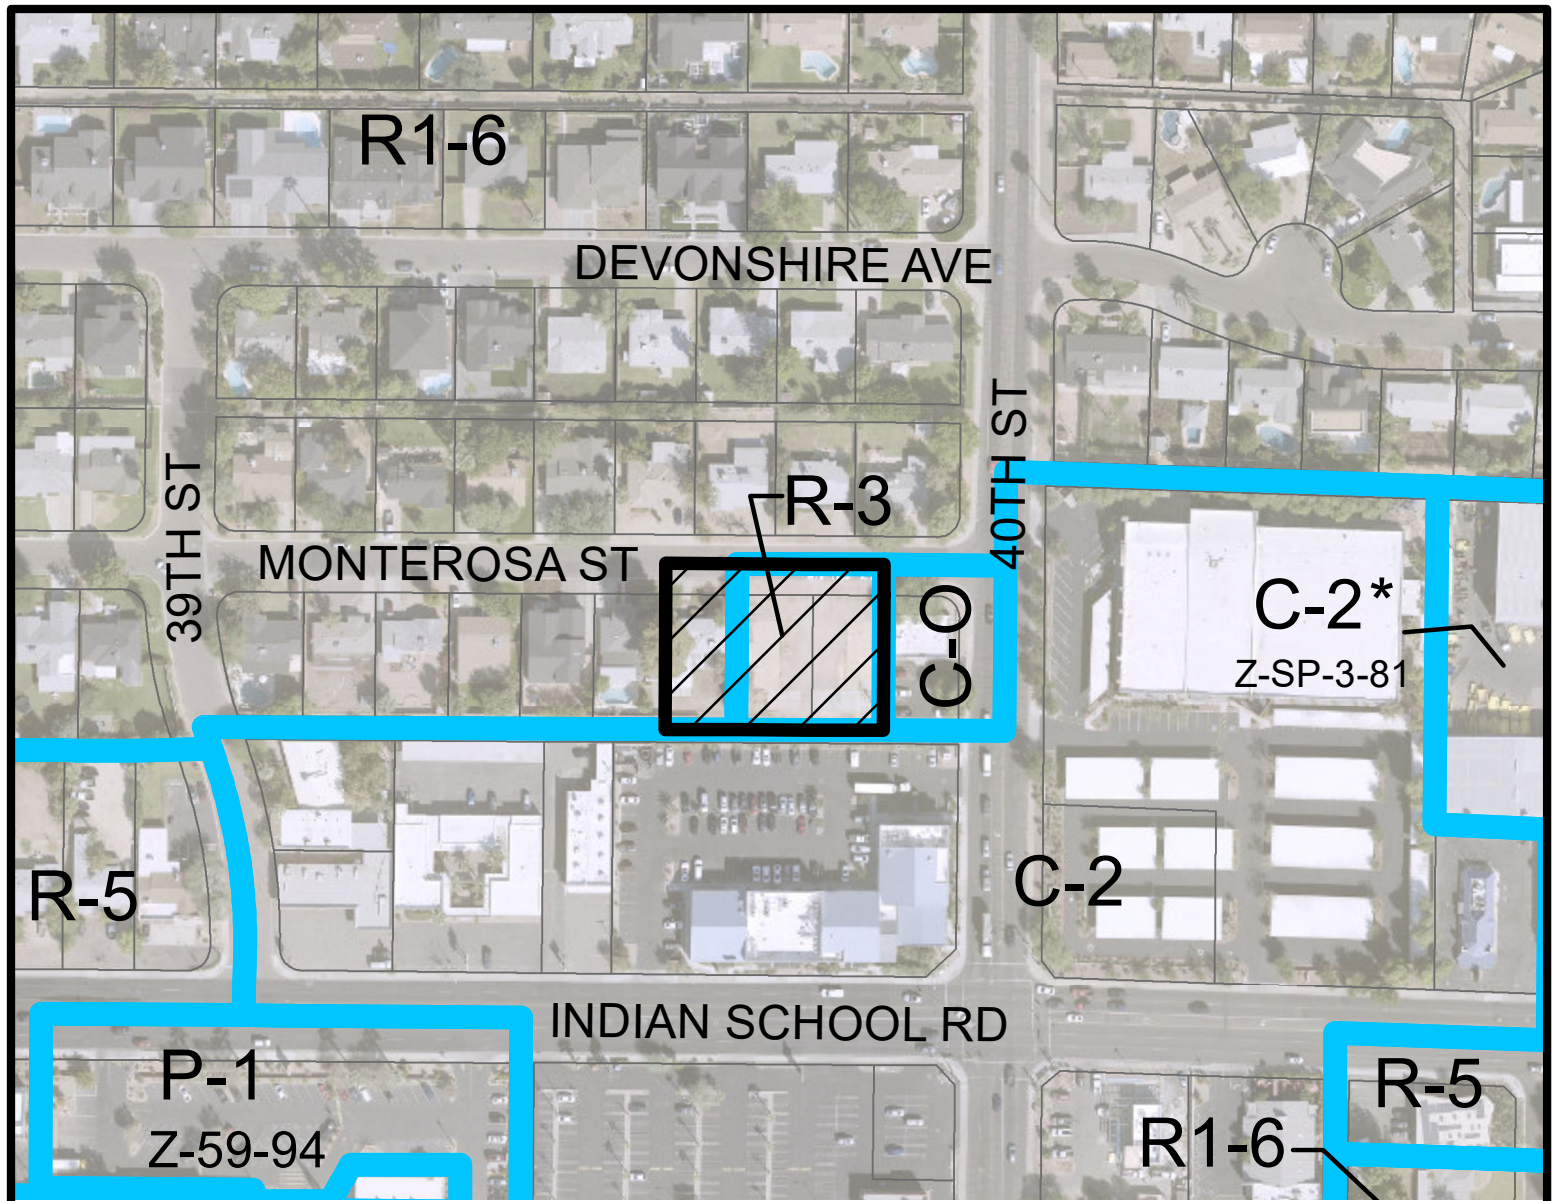 R1-6
DEVONSHIRE AVE
40TH ST
39TH ST
R-3
MONTEROSA ST
C-O
C-2*
Z-SP-3-81
R-5
C-2
INDIAN SCHOOL RD
P-1
Z-59-94
R-5
R1-6